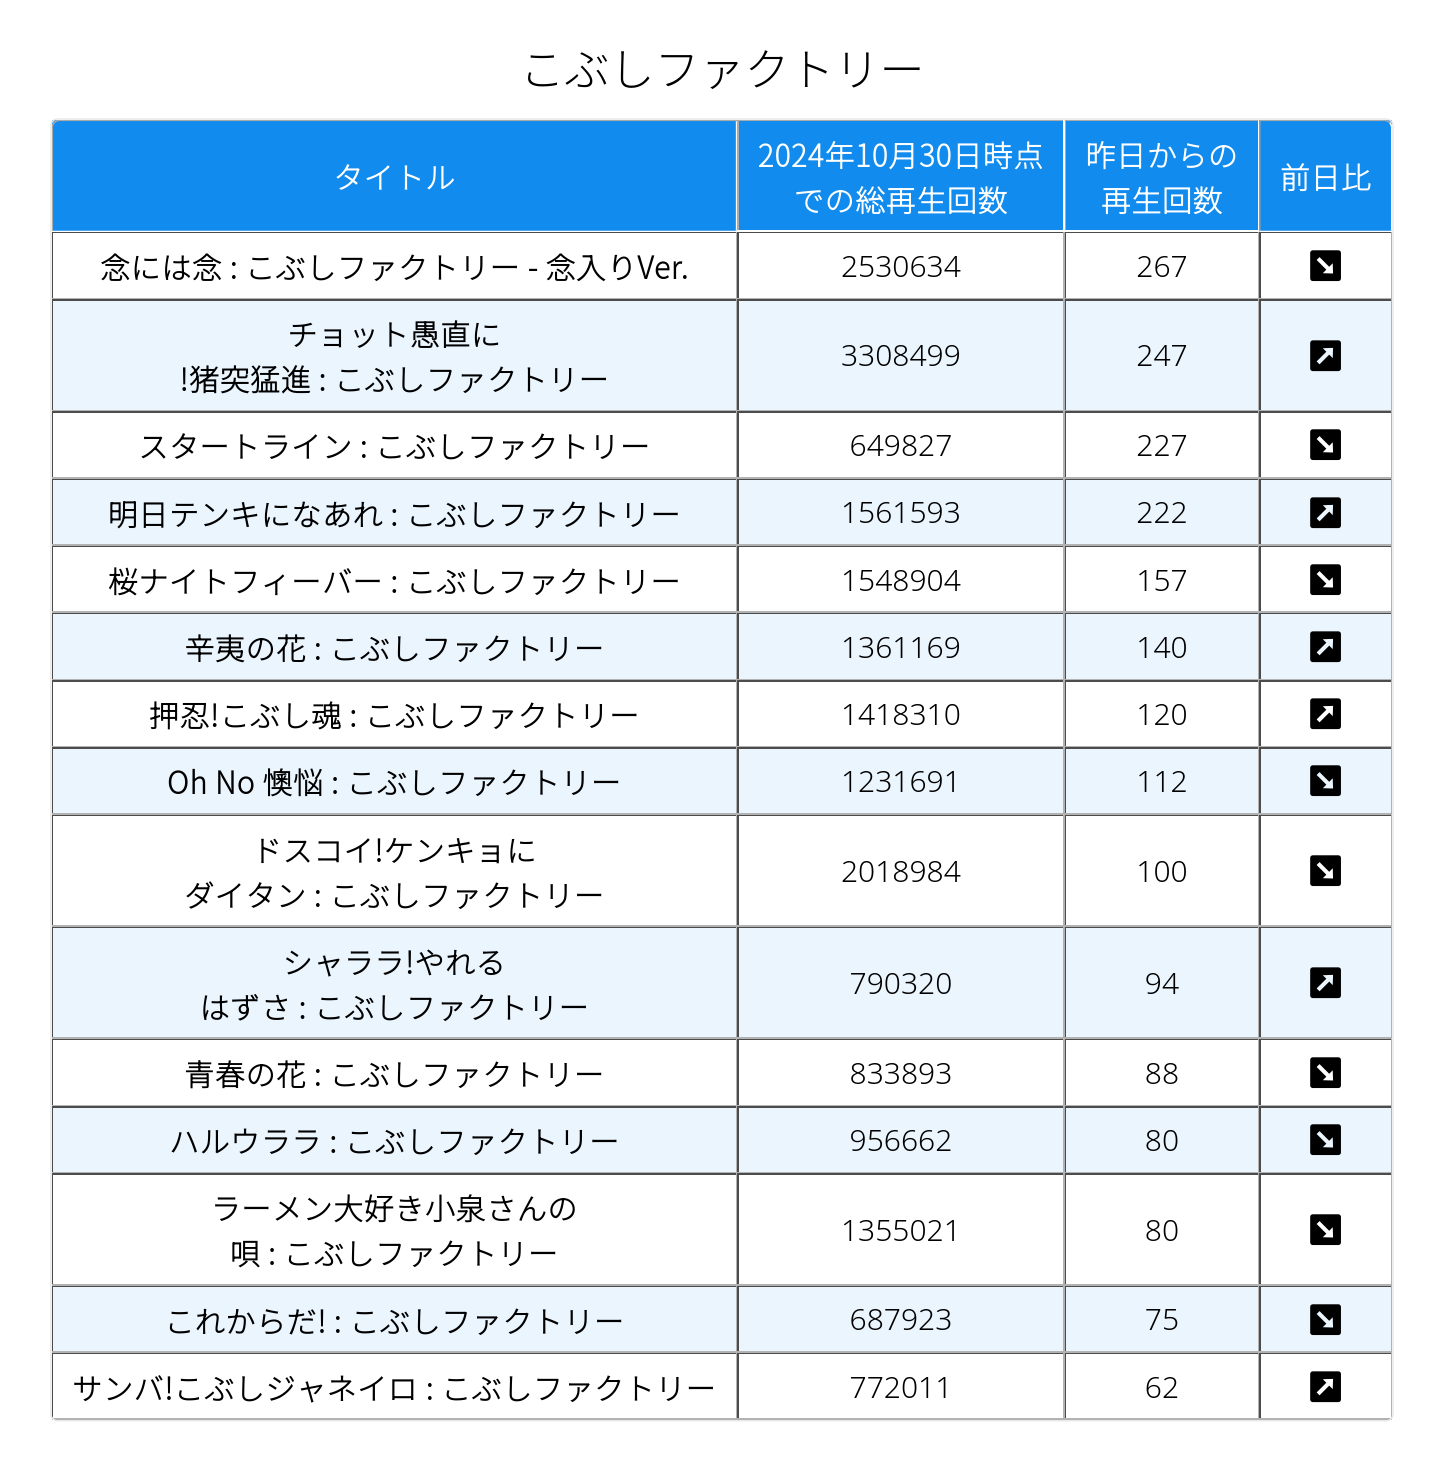 こぶしファクトリー
タイトル
2024年10月30日時点
での総再生回数
昨日からの
再生回数
前日比
念には念 : こぶしファクトリー - 念入りVer.
2530634
267
チョット愚直に
!猪突猛進 : こぶしファクトリー
3308499
247
スタートライン : こぶしファクトリー
649827
227
明日テンキになあれ : こぶしファクトリー
1561593
222
桜ナイトフィーバー : こぶしファクトリー
1548904
157
辛夷の花 : こぶしファクトリー
1361169
140
押忍!こぶし魂 : こぶしファクトリー
1418310
120
Oh No 懊悩 : こぶしファクトリー
1231691
112
ドスコイ!ケンキョに
ダイタン : こぶしファクトリー
2018984
100
シャララ!やれる
はずさ : こぶしファクトリー
790320
94
青春の花 : こぶしファクトリー
833893
88
ハルウララ : こぶしファクトリー
956662
80
ラーメン大好き小泉さんの
唄 : こぶしファクトリー
1355021
80
これからだ! : こぶしファクトリー
687923
75
サンバ!こぶしジャネイロ : こぶしファクトリー
772011
62